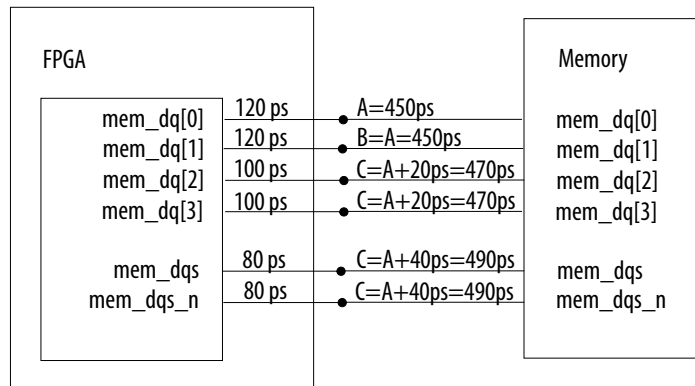 FPGA
Memory
mem_dq[0] 120 ps A=450ps mem_dq[0]
mem_dq[1] 120 ps B=A=450ps mem_dq[1]
mem_dq[2] 100 ps C=A+20ps=470ps mem_dq[2]
mem_dq[3] 100 ps C=A+20ps=470ps mem_dq[3]
mem_dqs 80 ps C=A+40ps=490ps mem_dqs
mem_dqs_n 80 ps C=A+40ps=490ps mem_dqs_n